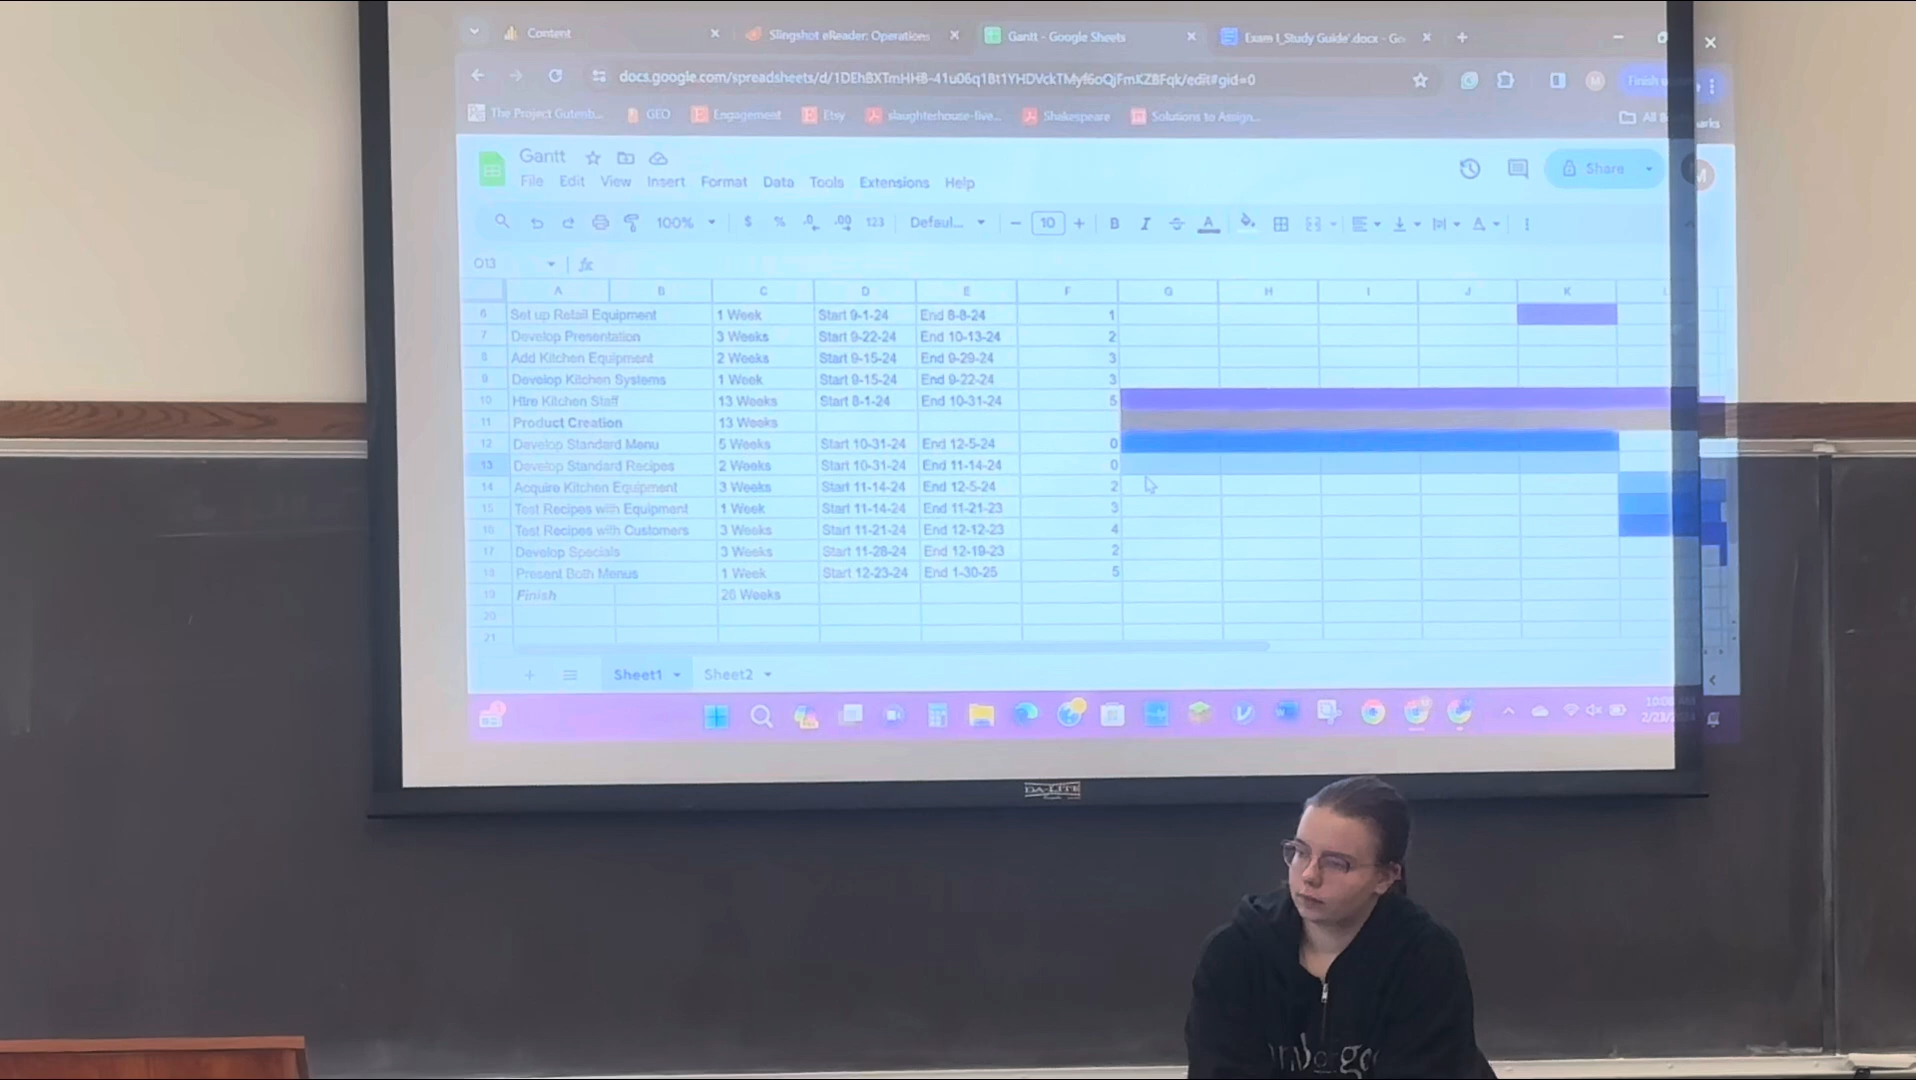 Content
Slingshot eReader: Operations
Gantt - Google Sheets
Exam I_Study Guide'.docx - Go
docs.google.com/spreadsheets/d/1DEhBXTmHHB-41u06q1Bt1YHDVckTMyf6oQjFmKZBFqk/edit#gid=0
The Project Gutenb... GEO Engagement Etsy slaughterhouse-five... Shakespeare Solutions to Assign...
Gantt
File Edit View Insert Format Data Tools Extensions Help
Share
M
100% $ % .0 .00 123 Defaul... − 10 + B I A
O13 fx
A B C D E F G H I J K L
6 Set up Retail Equipment 1 Week Start 9-1-24 End 8-8-24 1
7 Develop Presentation 3 Weeks Start 9-22-24 End 10-13-24 2
8 Add Kitchen Equipment 2 Weeks Start 9-15-24 End 9-29-24 3
9 Develop Kitchen Systems 1 Week Start 9-15-24 End 9-22-24 3
10 Hire Kitchen Staff 13 Weeks Start 8-1-24 End 10-31-24 5
11 Product Creation 13 Weeks
12 Develop Standard Menu 5 Weeks Start 10-31-24 End 12-5-24 0
13 Develop Standard Recipes 2 Weeks Start 10-31-24 End 11-14-24 0
14 Acquire Kitchen Equipment 3 Weeks Start 11-14-24 End 12-5-24 2
15 Test Recipes with Equipment 1 Week Start 11-14-24 End 11-21-23 3
16 Test Recipes with Customers 3 Weeks Start 11-21-24 End 12-12-23 4
17 Develop Specials 3 Weeks Start 11-28-24 End 12-19-23 2
18 Present Both Menus 1 Week Start 12-23-24 End 1-30-25 5
19 Finish 26 Weeks
20
21
Sheet1 Sheet2
DA-LITE